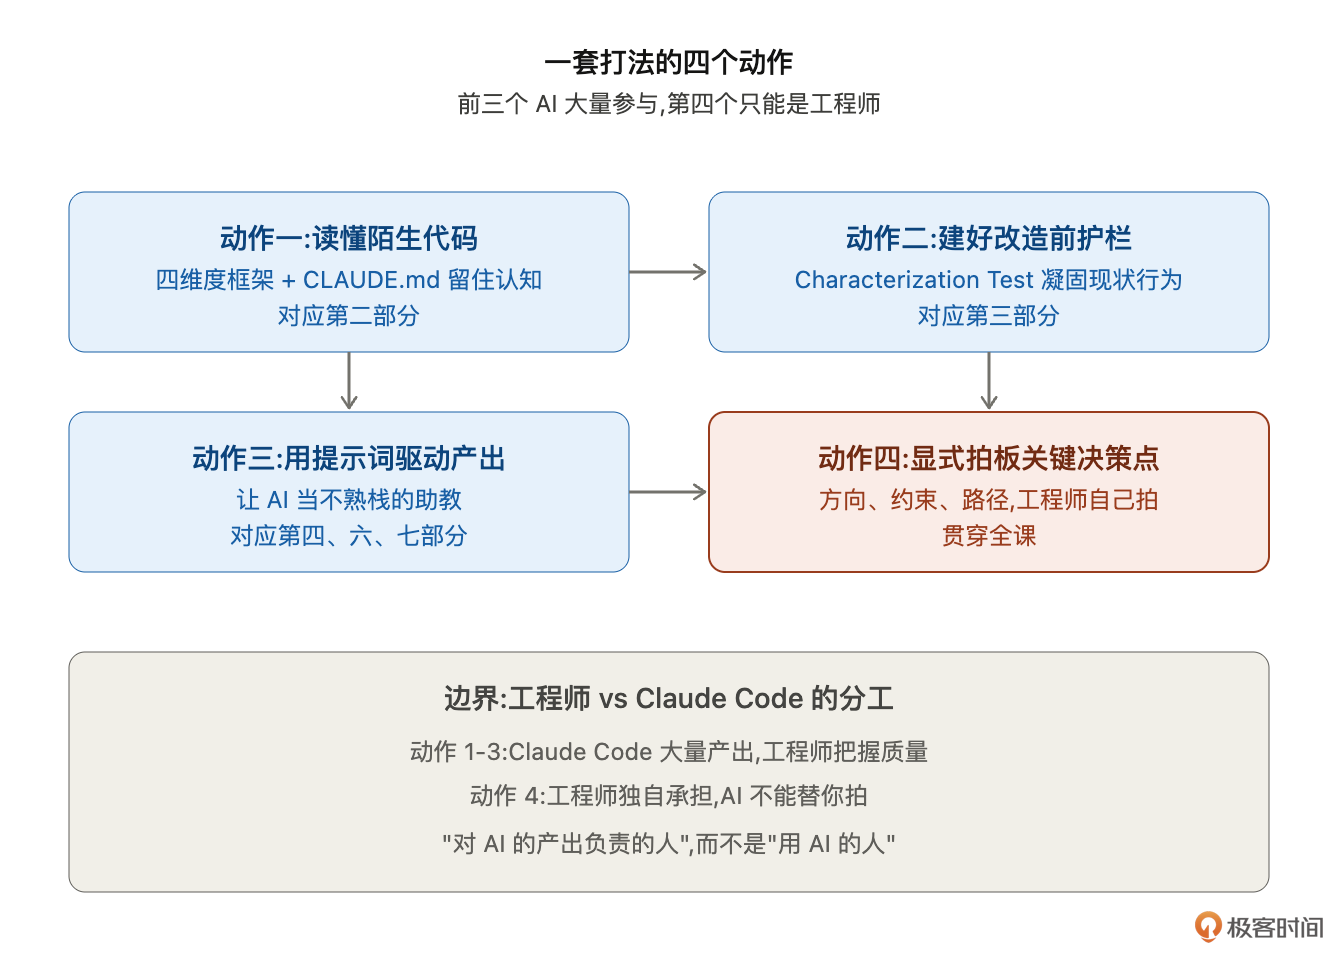 一套打法的四个动作
前三个 AI 大量参与,第四个只能是工程师
动作一:读懂陌生代码
四维度框架 + CLAUDE.md 留住认知
对应第二部分
动作二:建好改造前护栏
Characterization Test 凝固现状行为
对应第三部分
动作三:用提示词驱动产出
让 AI 当不熟栈的助教
对应第四、六、七部分
动作四:显式拍板关键决策点
方向、约束、路径,工程师自己拍
贯穿全课
边界:工程师 vs Claude Code 的分工
动作 1-3:Claude Code 大量产出,工程师把握质量
动作 4:工程师独自承担,AI 不能替你拍
"对 AI 的产出负责的人",而不是"用 AI 的人"
极客时间